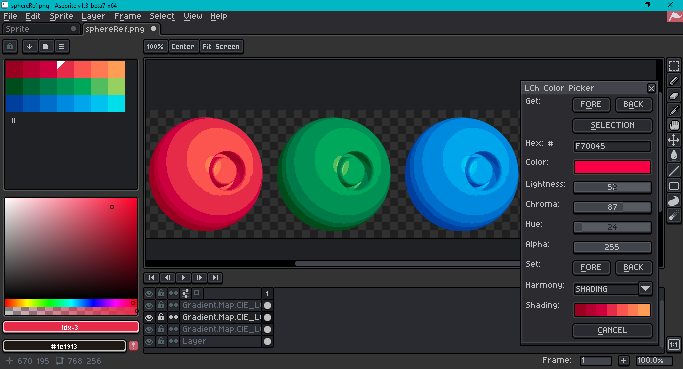 sphereRef.png - Aseprite v1.3-beta7-x64
File Edit Sprite Layer Frame Select View Help
Sprite sphereRef.png
100% Center Fit Screen
LCh Color Picker
Get: FORE BACK
SELECTION
Hex: # F70045
Color:
Lightness:
Chroma: 87
Hue: 24
Alpha: 255
Set: FORE BACK
Harmony: SHADING
Shading:
CANCEL
1
Gradient.Map.CIE_L
Gradient.Map.CIE_L
Gradient.Map.CIE_L
Layer
Idx-3
#1e1913
670 195 768 256
Frame: 1 + 100.0%
1:1